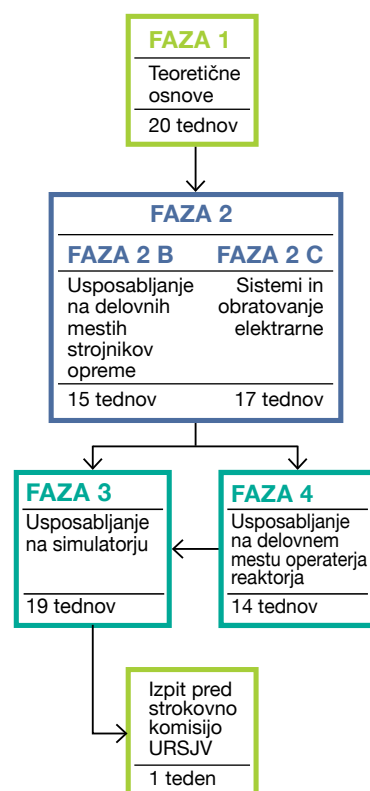 FAZA 1
Teoretične
osnove
20 tednov
FAZA 2
FAZA 2 B
Usposabljanje
na delovnih
mestih
strojnikov
opreme
15 tednov
FAZA 2 C
Sistemi in
obratovanje
elektrarne
17 tednov
FAZA 3
Usposabljanje
na simulatorju
19 tednov
FAZA 4
Usposabljanje
na delovnem
mestu operaterja
reaktorja
14 tednov
Izpit pred
strokovno
komisijo
URSJV
1 teden